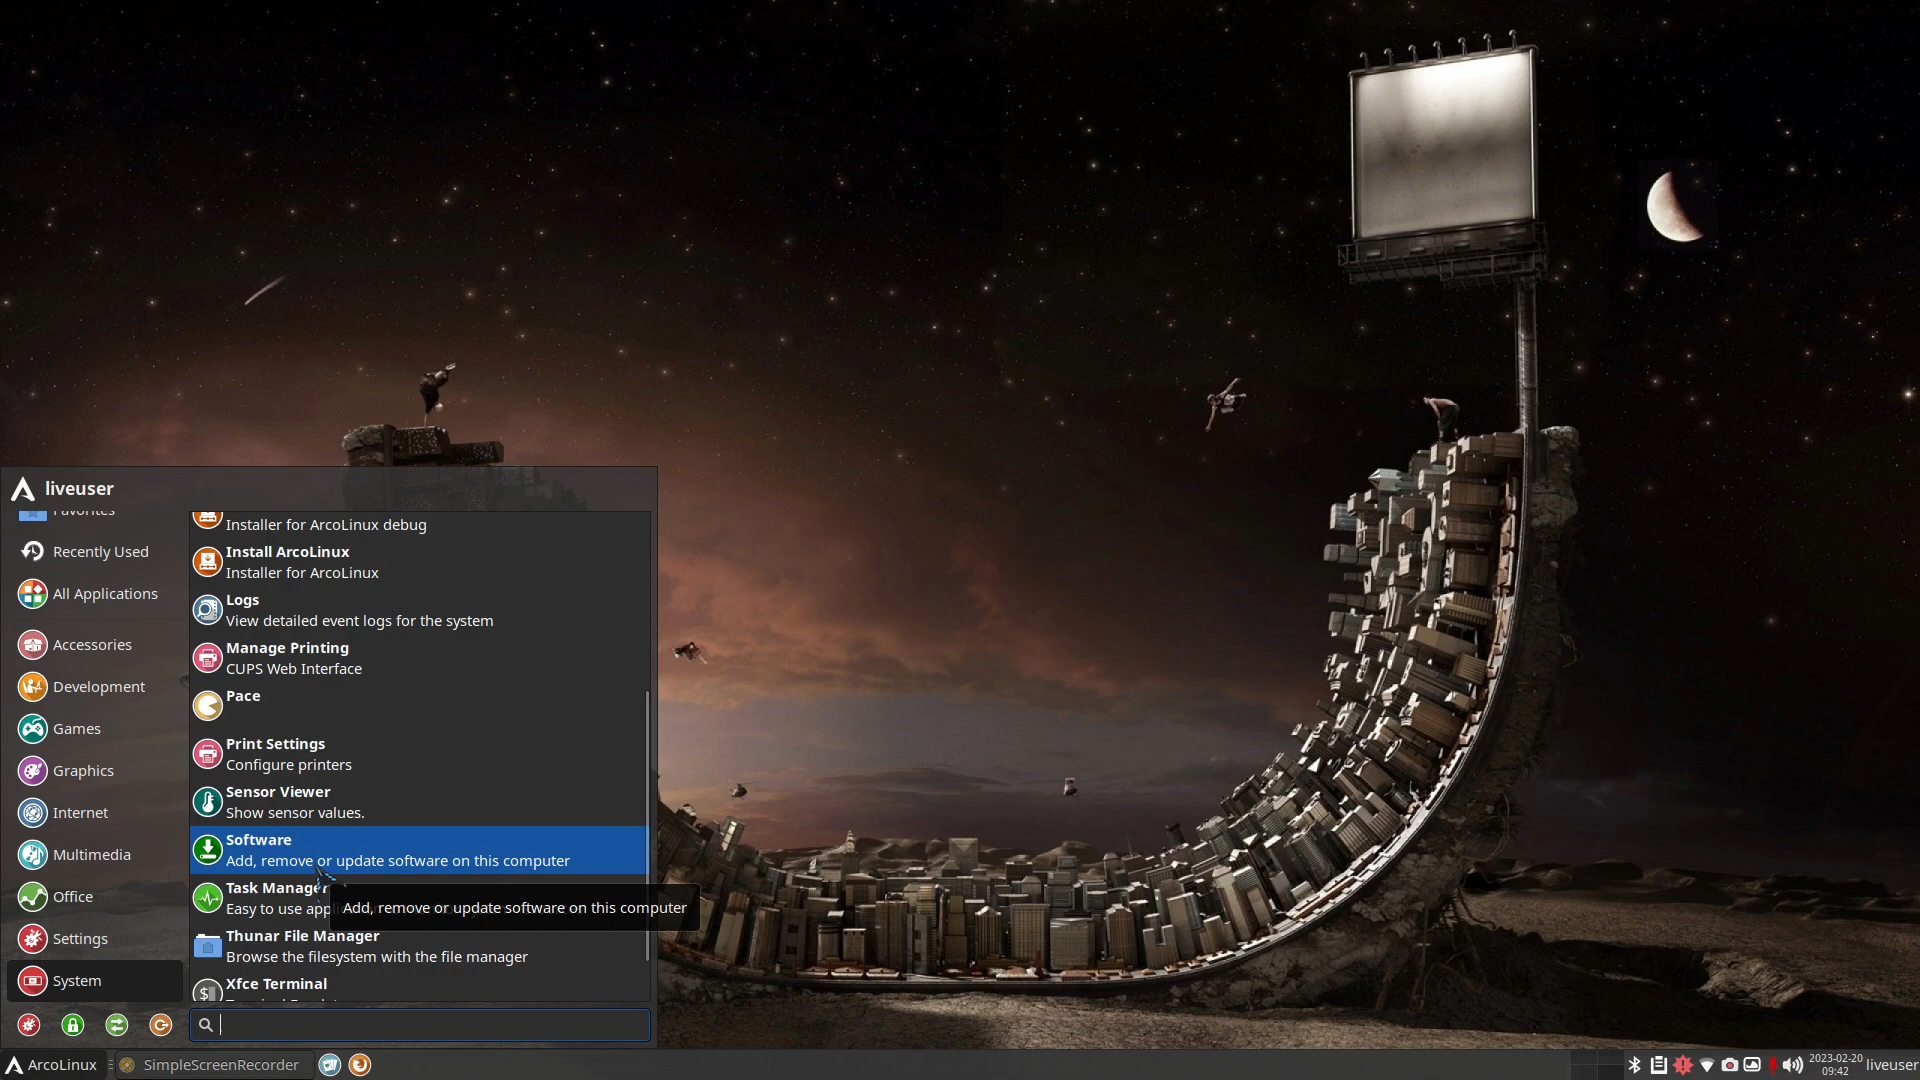 liveuser
Favorites
Recently Used
All Applications
Accessories
Development
Games
Graphics
Internet
Multimedia
Office
Settings
System
Installer for ArcoLinux debug
Install ArcoLinux
Installer for ArcoLinux
Logs
View detailed event logs for the system
Manage Printing
CUPS Web Interface
Pace
Print Settings
Configure printers
Sensor Viewer
Show sensor values.
Software
Add, remove or update software on this computer
Task Manager
Easy to use app
Add, remove or update software on this computer
Thunar File Manager
Browse the filesystem with the file manager
Xfce Terminal
ArcoLinux
SimpleScreenRecorder
2023-02-20
09:42
liveuser